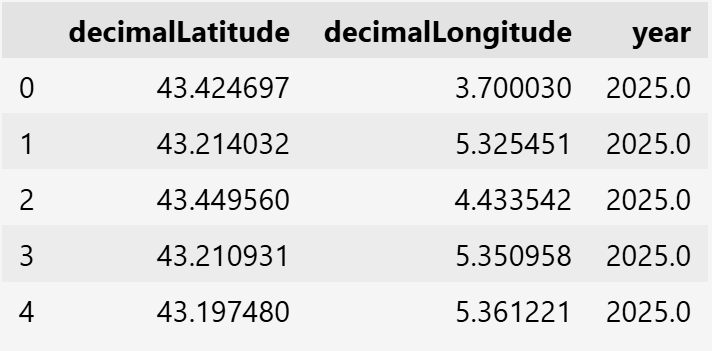 decimalLatitude decimalLongitude year
0 43.424697 3.700030 2025.0
1 43.214032 5.325451 2025.0
2 43.449560 4.433542 2025.0
3 43.210931 5.350958 2025.0
4 43.197480 5.361221 2025.0